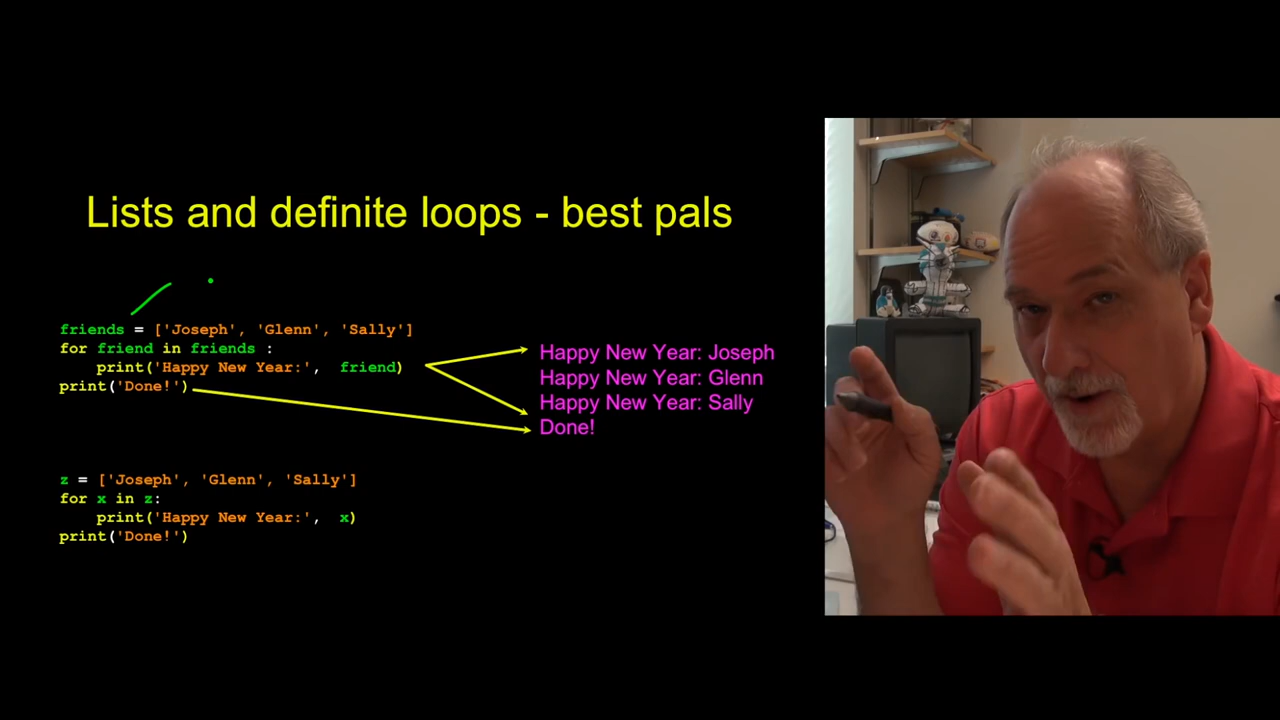 Lists and definite loops - best pals
friends = ['Joseph', 'Glenn', 'Sally']
for friend in friends :
    print('Happy New Year:',  friend)
print('Done!')
Happy New Year: Joseph
Happy New Year: Glenn
Happy New Year: Sally
Done!
z = ['Joseph', 'Glenn', 'Sally']
for x in z:
    print('Happy New Year:',  x)
print('Done!')